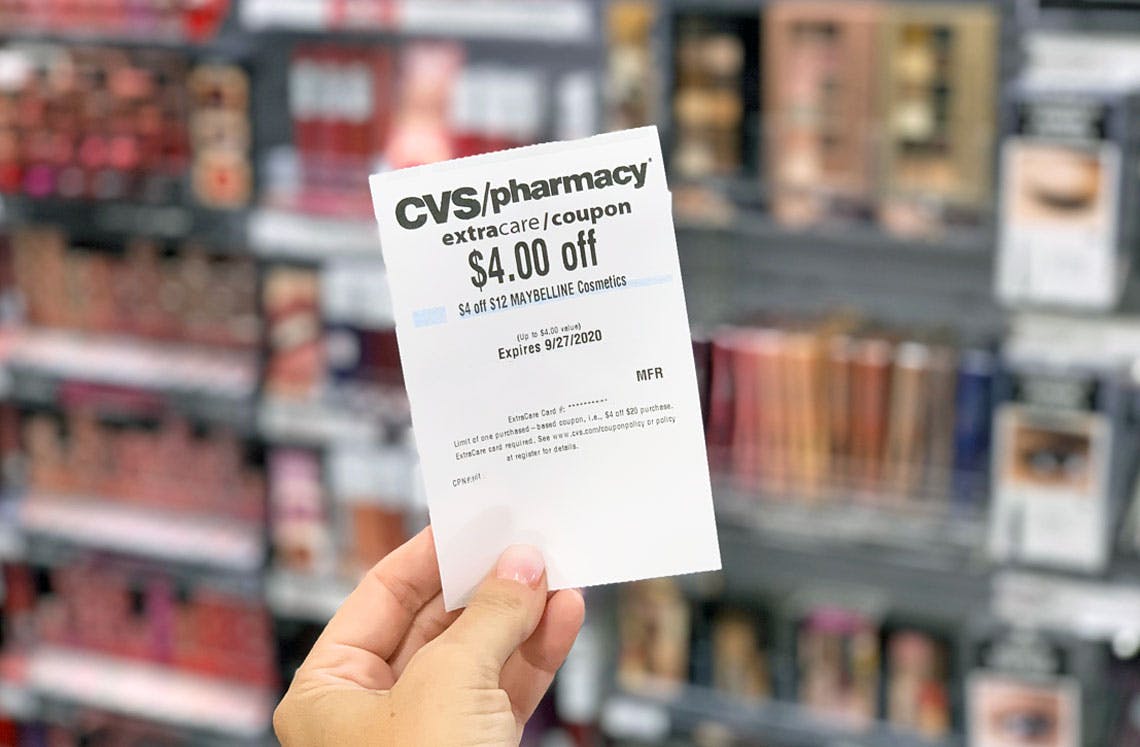 CVS/pharmacy®
extracare/coupon
$4.00 off
$4 off $12 MAYBELLINE Cosmetics
(Up to $4.00 value)
Expires 9/27/2020
MFR
ExtraCare Card #: *********
Limit of one purchased-based coupon, i.e., $4 off $20 purchase.
ExtraCare card required. See www.cvs.com/couponpolicy or policy
at register for details.